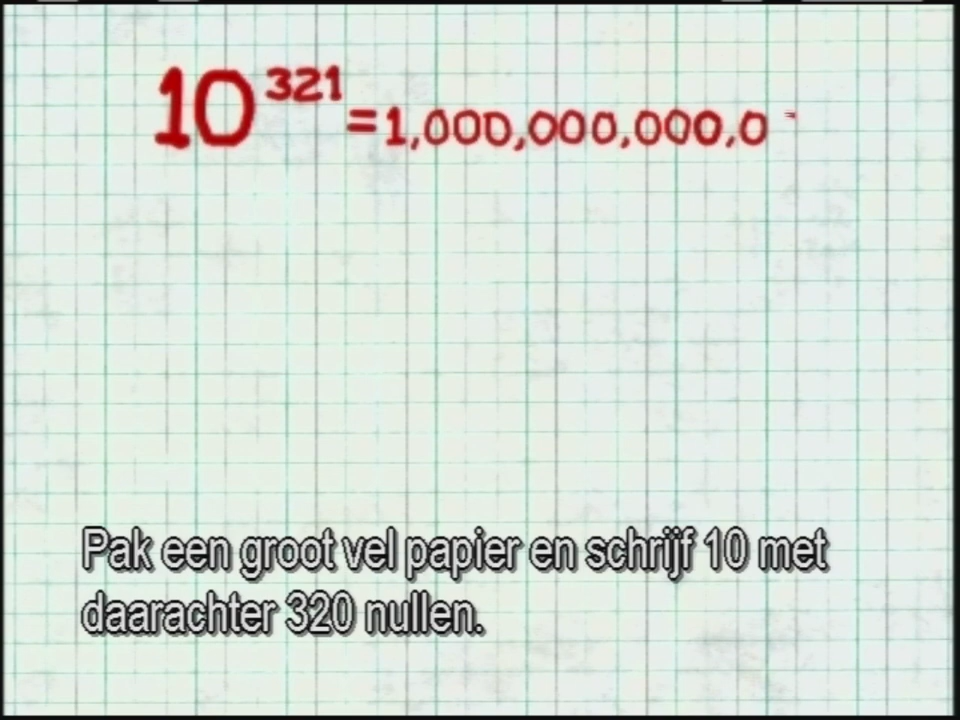 10^321 = 1,000,000,000,0
Pak een groot vel papier en schrijf 10 met
daarachter 320 nullen.